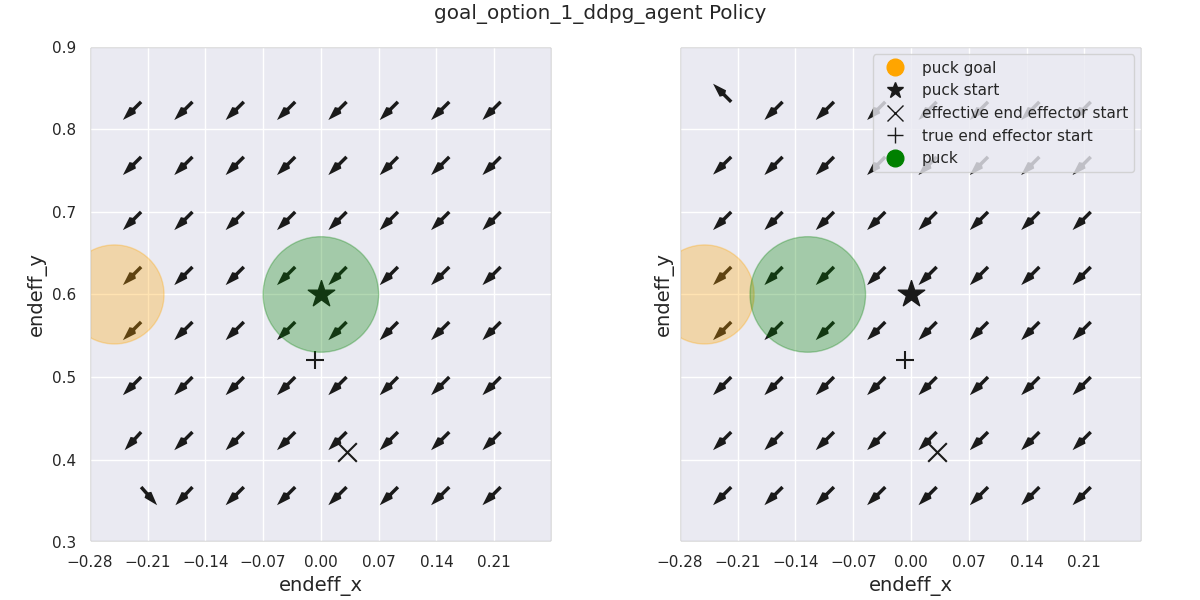 goal_option_1_ddpg_agent Policy
0.9
0.8
0.7
0.6
0.5
0.4
0.3
endeff_y
−0.28 −0.21 −0.14 −0.07 0.00 0.07 0.14 0.21
endeff_x
puck goal
puck start
effective end effector start
true end effector start
puck
endeff_y
−0.28 −0.21 −0.14 −0.07 0.00 0.07 0.14 0.21
endeff_x